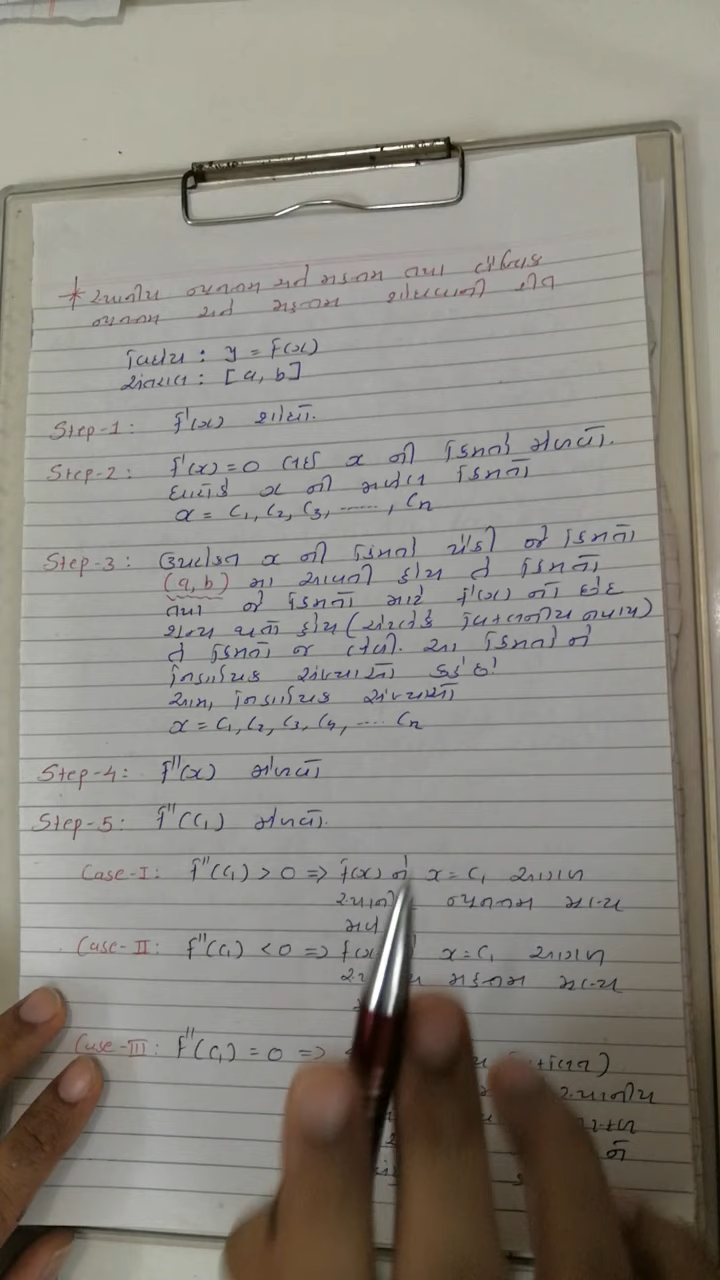 * સ્થાનીય ન્યૂનતમ અને મહત્તમ તથા વૈશ્વિક
ન્યૂનતમ અને મહત્તમ શોધવાની રીત
વિધેય : y = f(x)
અંતરાલ : [a, b]
Step-1: f'(x) શોધો.
Step-2: f'(x) = 0 લઈ x ની કિંમતો મેળવો.
ધારોકે x ની મળેલ કિંમતો
x = c₁, c₂, c₃, ......, cₙ
Step-3: ઉપરોક્ત x ની કિંમતો પૈકી જે કિંમતો
(a, b) માં આવતી હોય તે કિંમતો
તથા જે કિંમતો માટે f'(x) નો છેદ
શૂન્ય થતો હોય (એટલેકે વિકલનીય ન થાય)
તે કિંમતો જ લેવી. આ કિંમતો ને
નિર્ણાયક સંખ્યાઓ કહે છે.
આમ, નિર્ણાયક સંખ્યાઓ
x = c₁, c₂, c₃, c₄, .... cₙ
Step-4: f''(x) મેળવો
Step-5: f''(c₁) મેળવો.
Case-I: f''(c₁) > 0 => f(x) ને x = c₁ આગળ
ન્યૂનતમ મૂલ્ય
મળે
Case-II: f''(c₁) < 0 => x = c₁ આગળ
મહત્તમ મૂલ્ય
Case-III: f''(c₁) = 0 =>
સ્થાનીય
ને